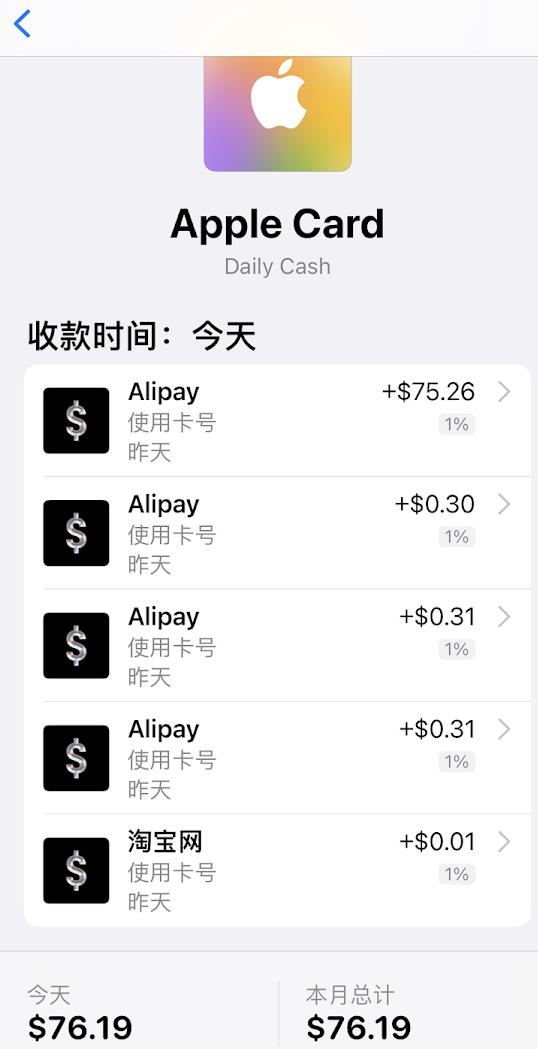 Apple Card
Daily Cash
收款时间：今天
Alipay
+$75.26
使用卡号
1%
昨天
Alipay
+$0.30
使用卡号
1%
昨天
Alipay
+$0.31
使用卡号
1%
昨天
Alipay
+$0.31
使用卡号
1%
昨天
淘宝网
+$0.01
使用卡号
1%
昨天
今天
$76.19
本月总计
$76.19